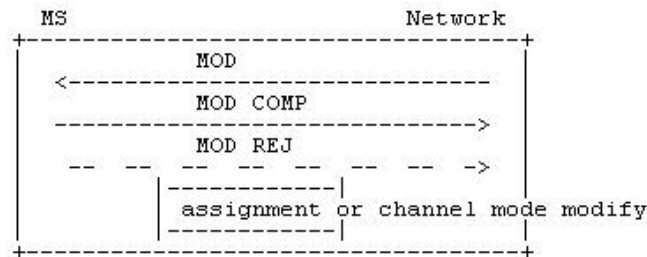 MS Network
MOD
MOD COMP
MOD REJ
assignment or channel mode modify